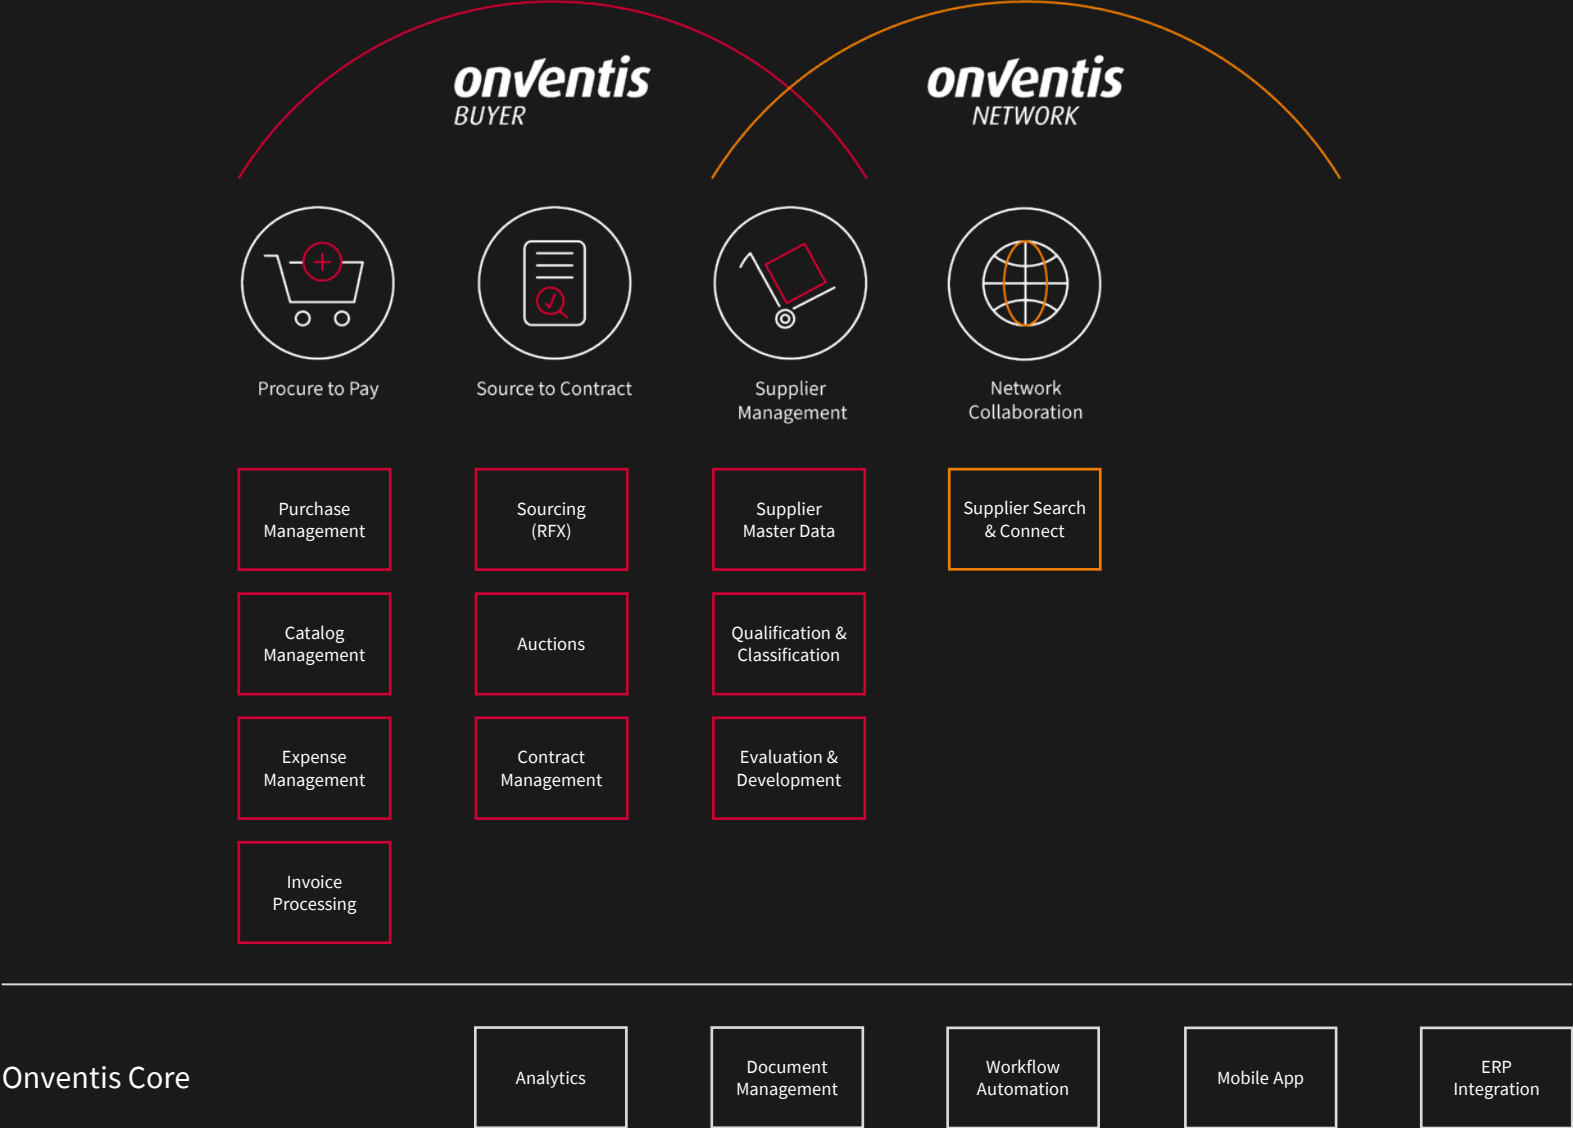 onventis
BUYER
onventis
NETWORK
Procure to Pay
Source to Contract
Supplier
Management
Network
Collaboration
Purchase
Management
Sourcing
(RFX)
Supplier
Master Data
Supplier Search
& Connect
Catalog
Management
Auctions
Qualification &
Classification
Expense
Management
Contract
Management
Evaluation &
Development
Invoice
Processing
Onventis Core
Analytics
Document
Management
Workflow
Automation
Mobile App
ERP
Integration